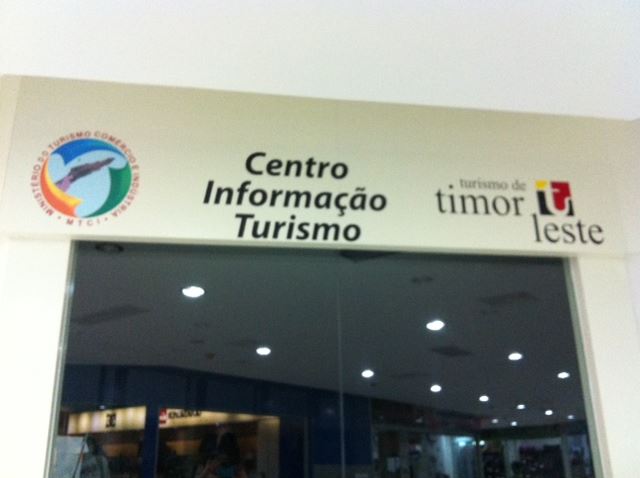 MINISTÉRIO DO TURISMO COMÉRCIO E INDÚSTRIA
• MTCI •
Centro
Informação
Turismo
turismo de
timor
leste